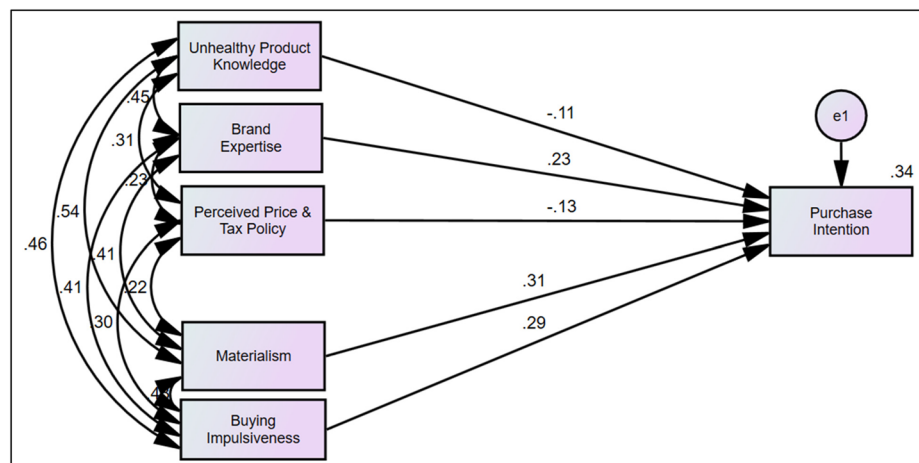 Unhealthy Product
Knowledge
.45
-.11
e1
.31
Brand
Expertise
.23
.34
.23
Purchase
Intention
Perceived Price &
Tax Policy
-.13
.54
.46
.41
.41
.22
.31
.30
.29
Materialism
Buying
Impulsiveness